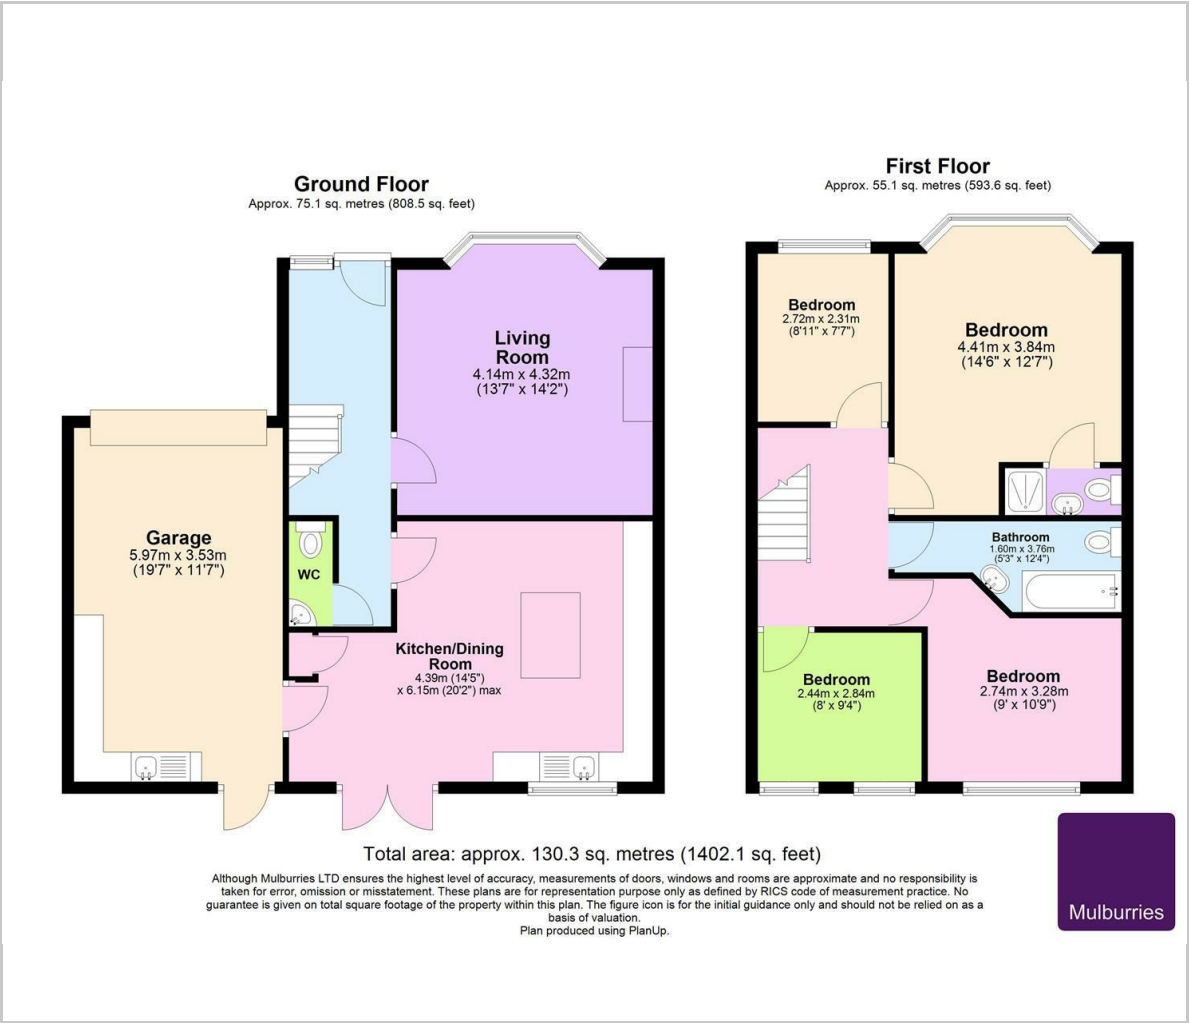 Ground Floor
Approx. 75.1 sq. metres (808.5 sq. feet)
Living
Room
4.14m x 4.32m
(13'7" x 14'2")
Garage
5.97m x 3.53m
(19'7" x 11'7")
WC
Kitchen/Dining
Room
4.39m (14'5")
x 6.15m (20'2") max
First Floor
Approx. 55.1 sq. metres (593.6 sq. feet)
Bedroom
2.72m x 2.31m
(8'11" x 7'7")
Bedroom
4.41m x 3.84m
(14'6" x 12'7")
Bathroom
1.60m x 3.76m
(5'3" x 12'4")
Bedroom
2.44m x 2.84m
(8' x 9'4")
Bedroom
2.74m x 3.28m
(9' x 10'9")
Total area: approx. 130.3 sq. metres (1402.1 sq. feet)
Although Mulburries LTD ensures the highest level of accuracy, measurements of doors, windows and rooms are approximate and no responsibility is
taken for error, omission or misstatement. These plans are for representation purpose only as defined by RICS code of measurement practice. No
guarantee is given on total square footage of the property within this plan. The figure icon is for the initial guidance only and should not be relied on as a
basis of valuation.
Plan produced using PlanUp.
Mulburries